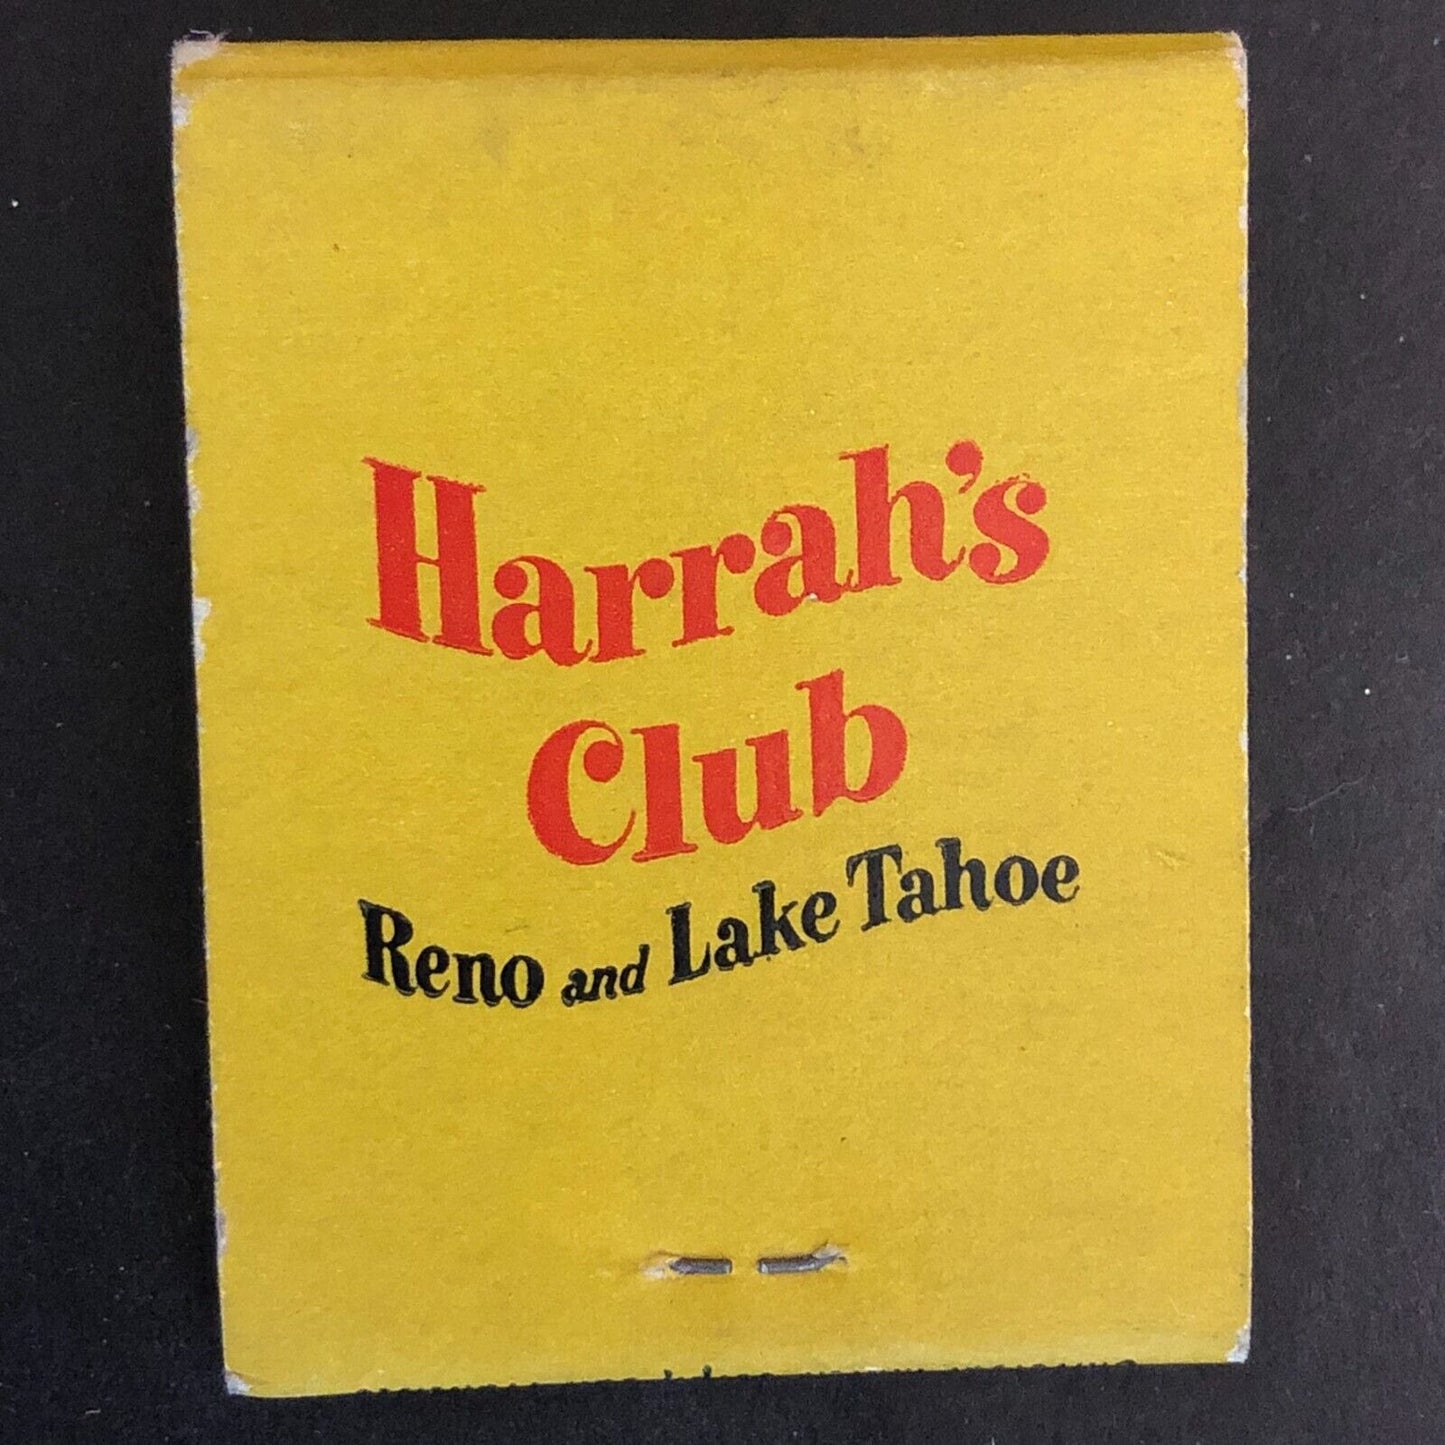 Harrah's
Club
Reno and Lake Tahoe